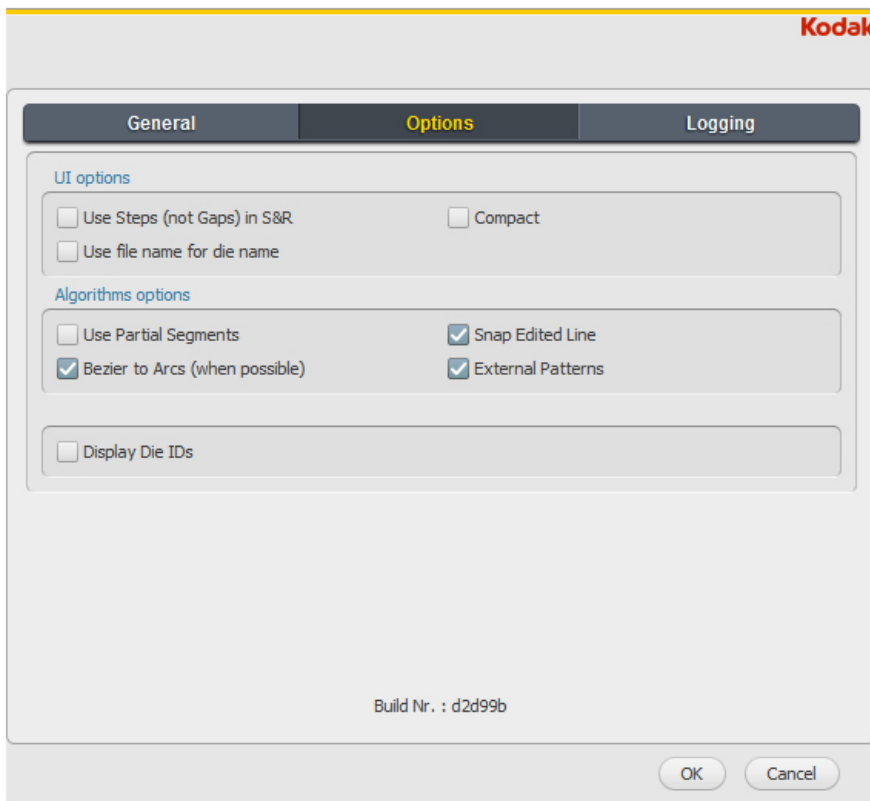 Kodak
General Options Logging
UI options
Use Steps (not Gaps) in S&R Compact
Use file name for die name
Algorithms options
Use Partial Segments Snap Edited Line
Bezier to Arcs (when possible) External Patterns
Display Die IDs
Build Nr. : d2d99b
OK Cancel